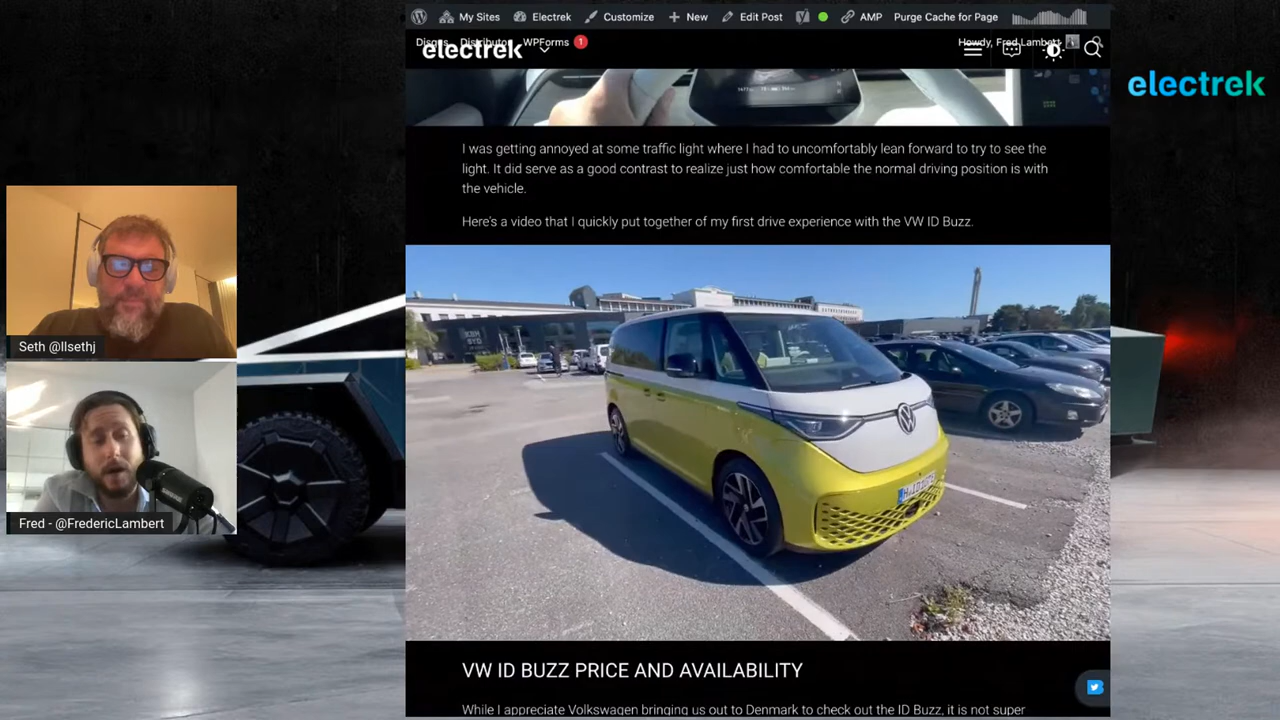 My Sites Electrek Customize New Edit Post AMP Purge Cache for Page
Disqus Distributor WPForms 1 Howdy, Fred Lambert
electrek
electrek
I was getting annoyed at some traffic light where I had to uncomfortably lean forward to try to see the
light. It did serve as a good contrast to realize just how comfortable the normal driving position is with
the vehicle.
Here's a video that I quickly put together of my first drive experience with the VW ID Buzz.
Seth @llsethj
Fred - @FredericLambert
VW ID BUZZ PRICE AND AVAILABILITY
While I appreciate Volkswagen bringing us out to Denmark to check out the ID Buzz, it is not super